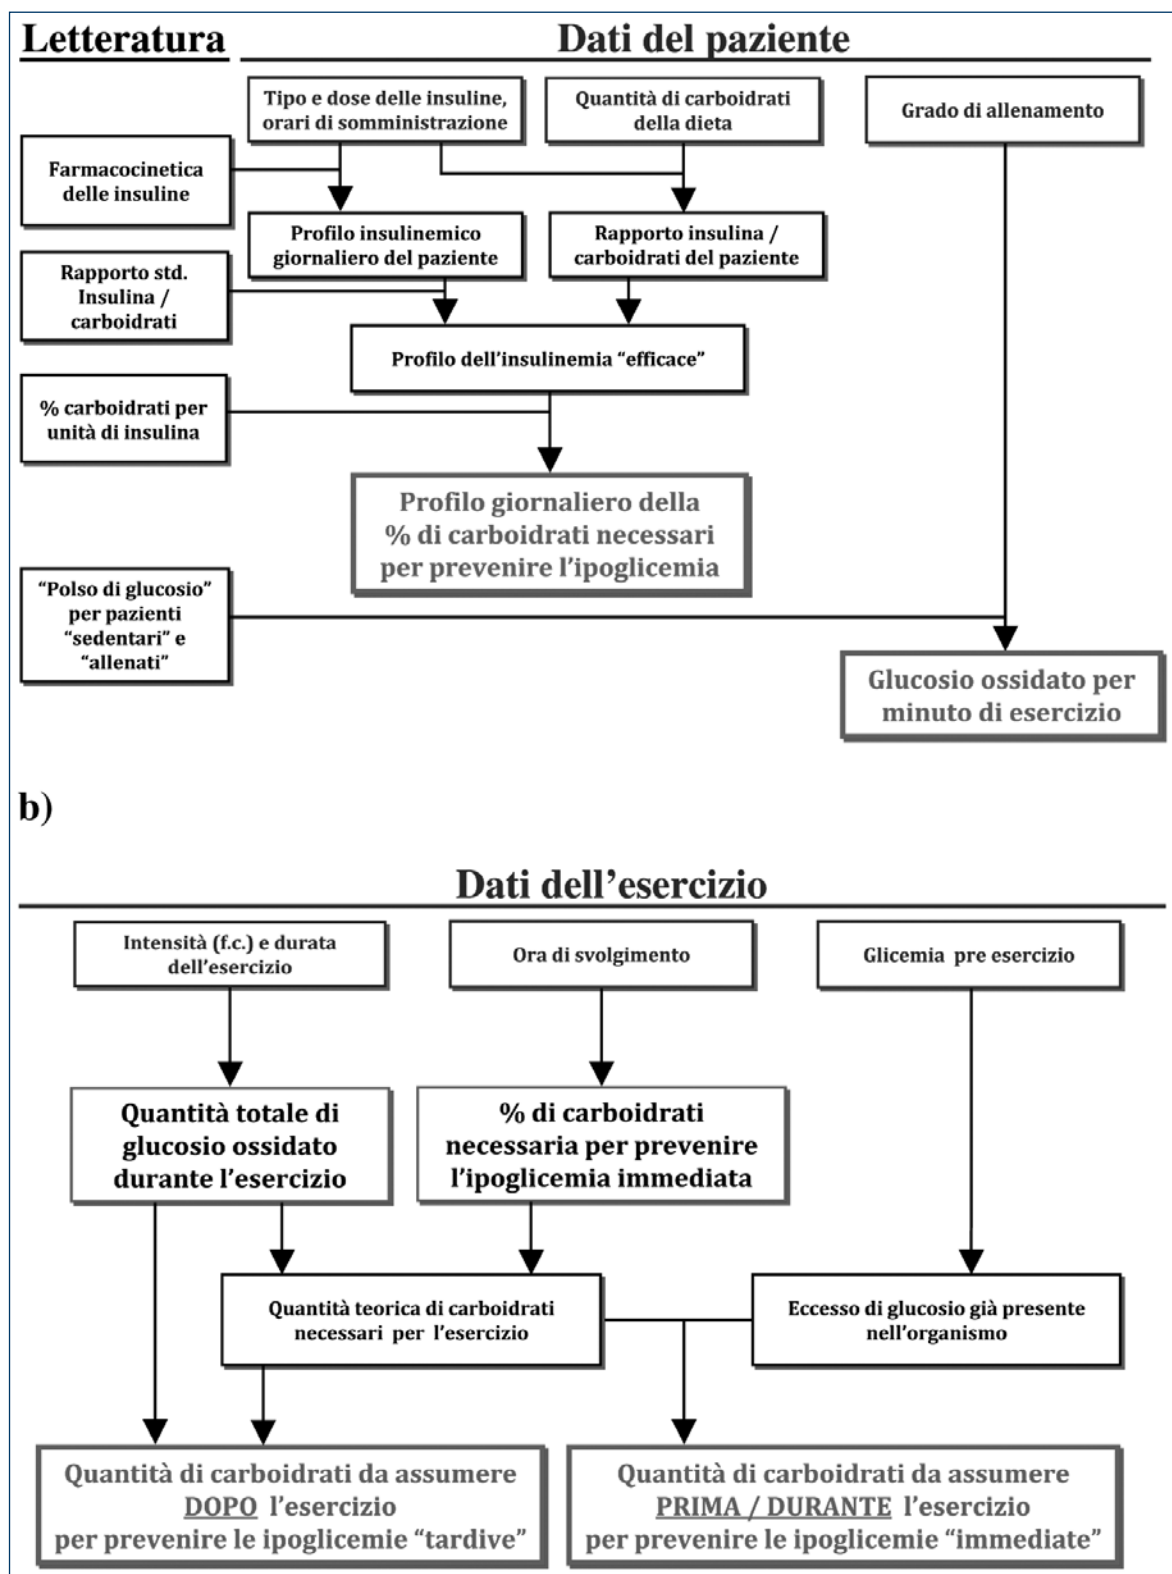 Letteratura
Dati del paziente
Tipo e dose delle insuline,
orari di somministrazione
Quantità di carboidrati
della dieta
Grado di allenamento
Farmacocinetica
delle insuline
Profilo insulinemico
giornaliero del paziente
Rapporto insulina /
carboidrati del paziente
Rapporto std.
Insulina /
carboidrati
Profilo dell'insulinemia “efficace”
% carboidrati per
unità di insulina
Profilo giornaliero della
% di carboidrati necessari
per prevenire l'ipoglicemia
“Polso di glucosio”
per pazienti
“sedentari” e
“allenati”
Glucosio ossidato per
minuto di esercizio
b)
Dati dell'esercizio
Intensità (f.c.) e durata
dell'esercizio
Ora di svolgimento
Glicemia pre esercizio
Quantità totale di
glucosio ossidato
durante l'esercizio
% di carboidrati
necessaria per prevenire
l'ipoglicemia immediata
Quantità teorica di carboidrati
necessari per l'esercizio
Eccesso di glucosio già presente
nell'organismo
Quantità di carboidrati da assumere
DOPO l'esercizio
per prevenire le ipoglicemie “tardive”
Quantità di carboidrati da assumere
PRIMA / DURANTE l'esercizio
per prevenire le ipoglicemie “immediate”